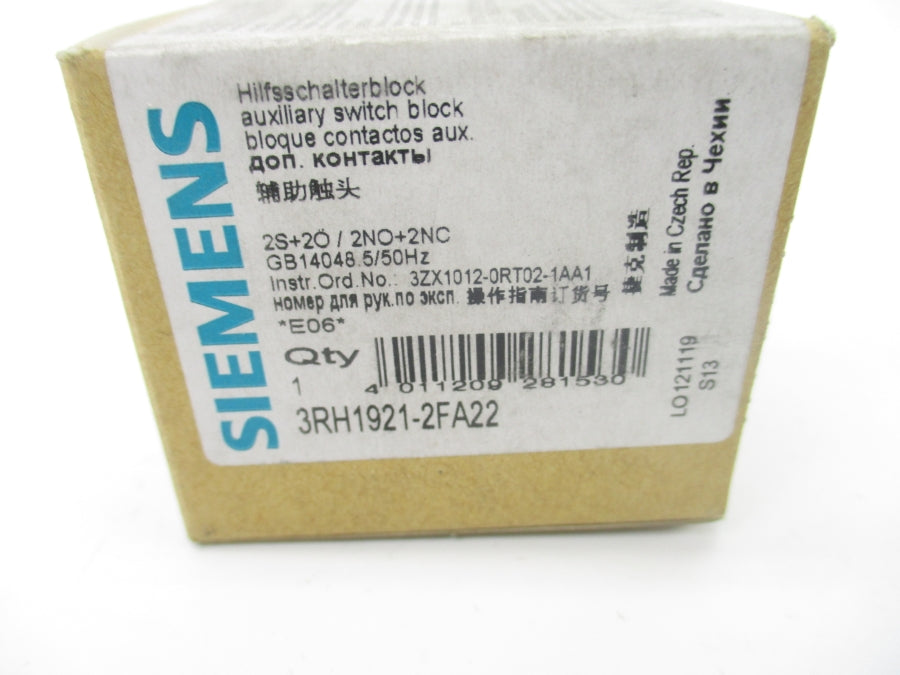 SIEMENS
Hilfsschalterblock
auxiliary switch block
bloque contactos aux.
доп. контакты
辅助触头
2S+2Ö / 2NO+2NC
GB14048.5/50Hz
Instr.Ord.No.: 3ZX1012-0RT02-1AA1
номер для рук.по эксп. 操作指南订货号
*E06*
Qty
1
4 011209 281530
3RH1921-2FA22
捷克制造
Made in Czech Rep.
Сделано в Чехии
LO121119
S13